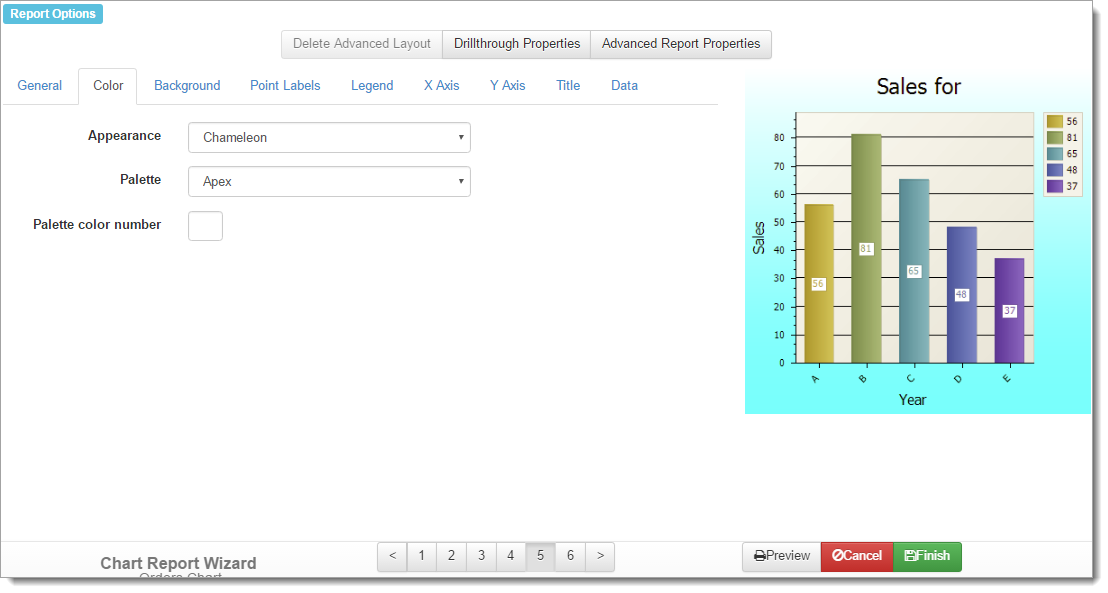 Report Options
Delete Advanced Layout Drillthrough Properties Advanced Report Properties
General Color Background Point Labels Legend X Axis Y Axis Title Data
Appearance Chameleon
Palette Apex
Palette color number
Sales for
56
81
65
48
37
80
70
60
50
40
30
20
10
0
Sales
56
81
65
48
37
A B C D E
Year
Chart Report Wizard
Orders Chart
< 1 2 3 4 5 6 >
Preview Cancel Finish